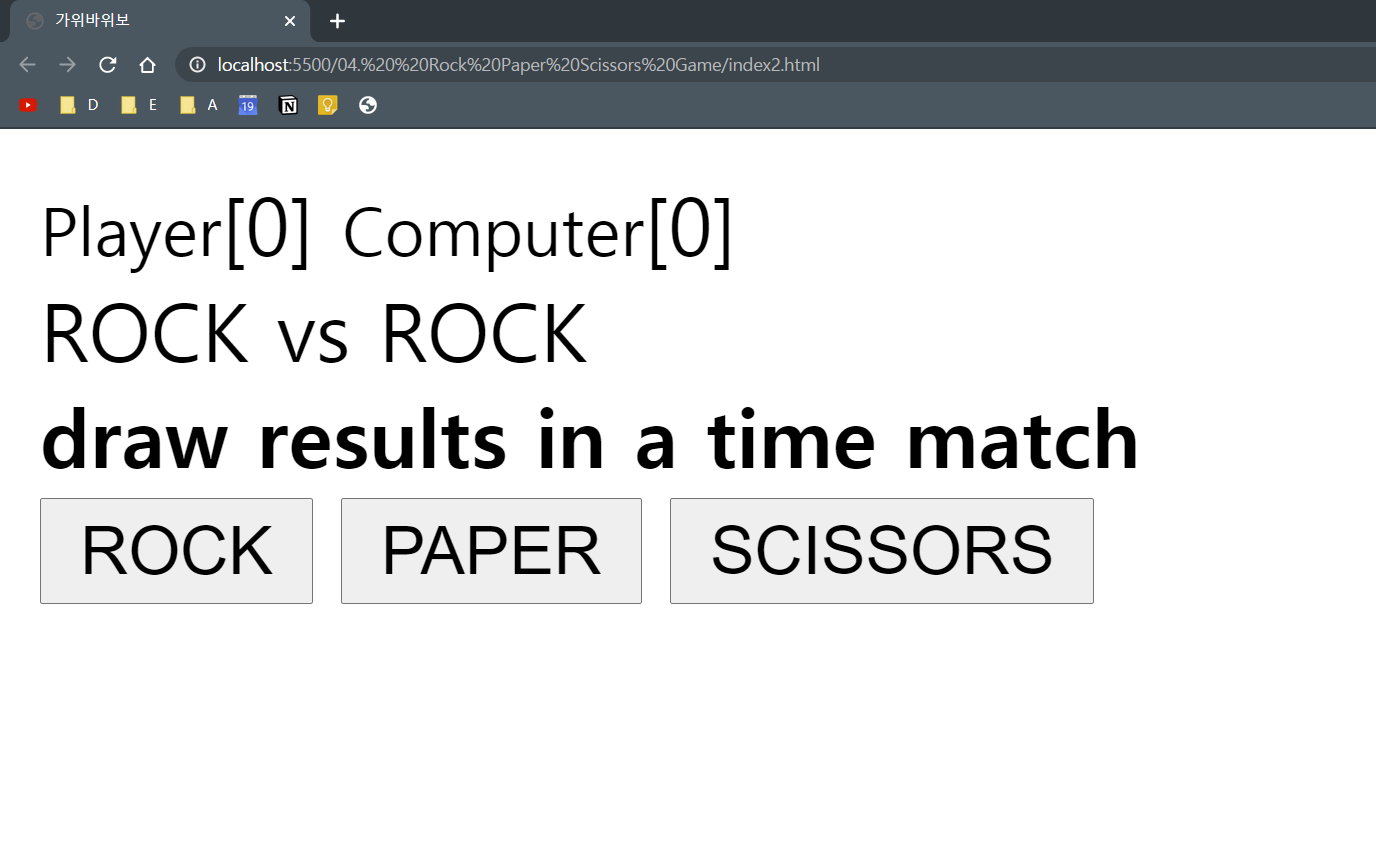 가위바위보
localhost:5500/04.%20%20Rock%20Paper%20Scissors%20Game/index2.html
D E A 19 N
Player[0] Computer[0]
ROCK vs ROCK
draw results in a time match
ROCK PAPER SCISSORS